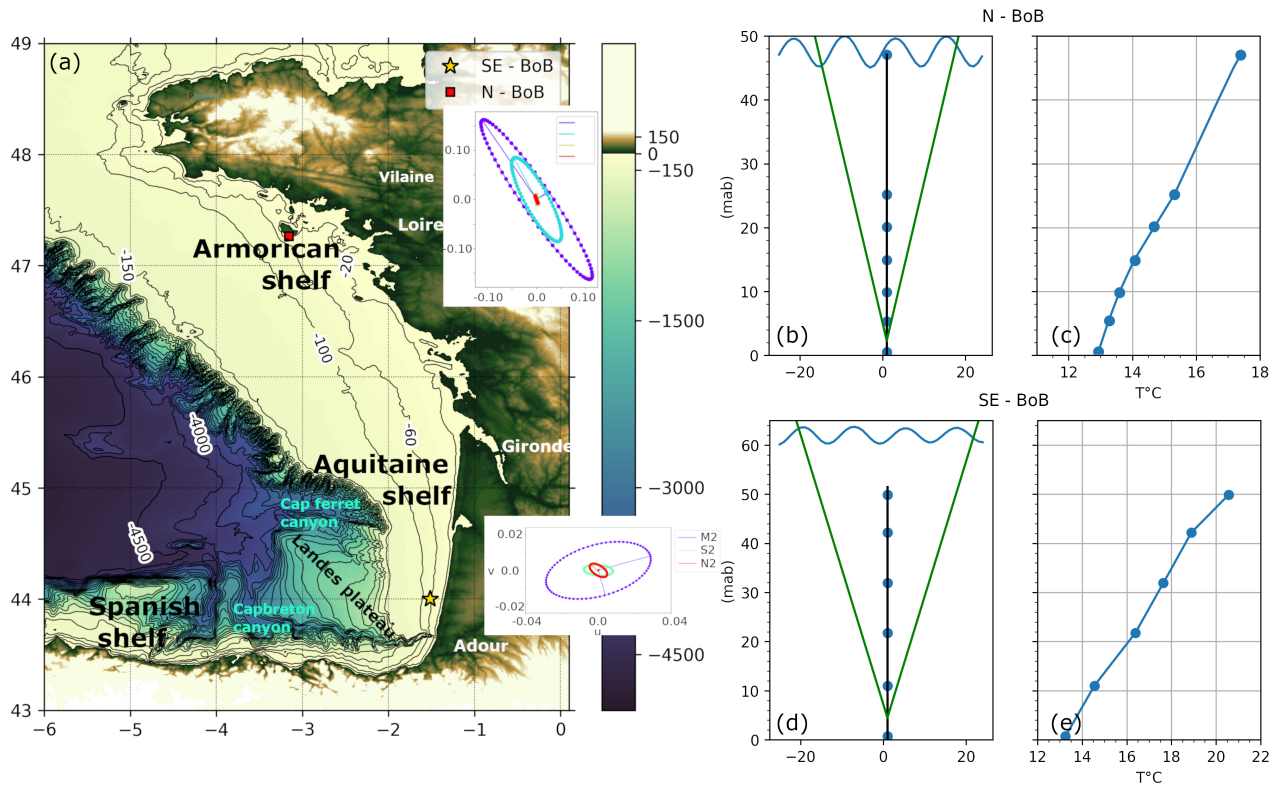 (a)
SE - BoB
N - BoB
49
48
47
46
45
44
43
−6
−5
−4
−3
−2
−1
0
Vilaine
Loire
Armorican
shelf
-150
-20
-100
-60
-4000
-4500
Gironde
Aquitaine
shelf
Cap ferret
canyon
Landes plateau
Spanish
shelf
Capbreton
canyon
Adour
0.10
0.0
-0.10
-0.10
0.0
0.10
0.02
v 0.0
-0.02
-0.04
0.0
0.04
u
M2
S2
N2
150
0
−150
−1500
−3000
−4500
N - BoB
50
40
30
20
10
0
(mab)
(b)
−20
0
20
(c)
12
14
16
18
T°C
SE - BoB
60
50
40
30
20
10
0
(mab)
(d)
−20
0
20
(e)
12
14
16
18
20
22
T°C